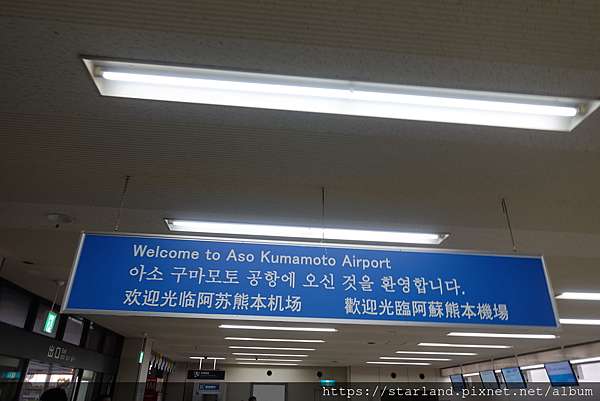 Welcome to Aso Kumamoto Airport
아소 구마모토 공항에 오신 것을 환영합니다.
欢迎光临阿苏熊本机场 歡迎光臨阿蘇熊本機場
https://starland.pixnet.net/album